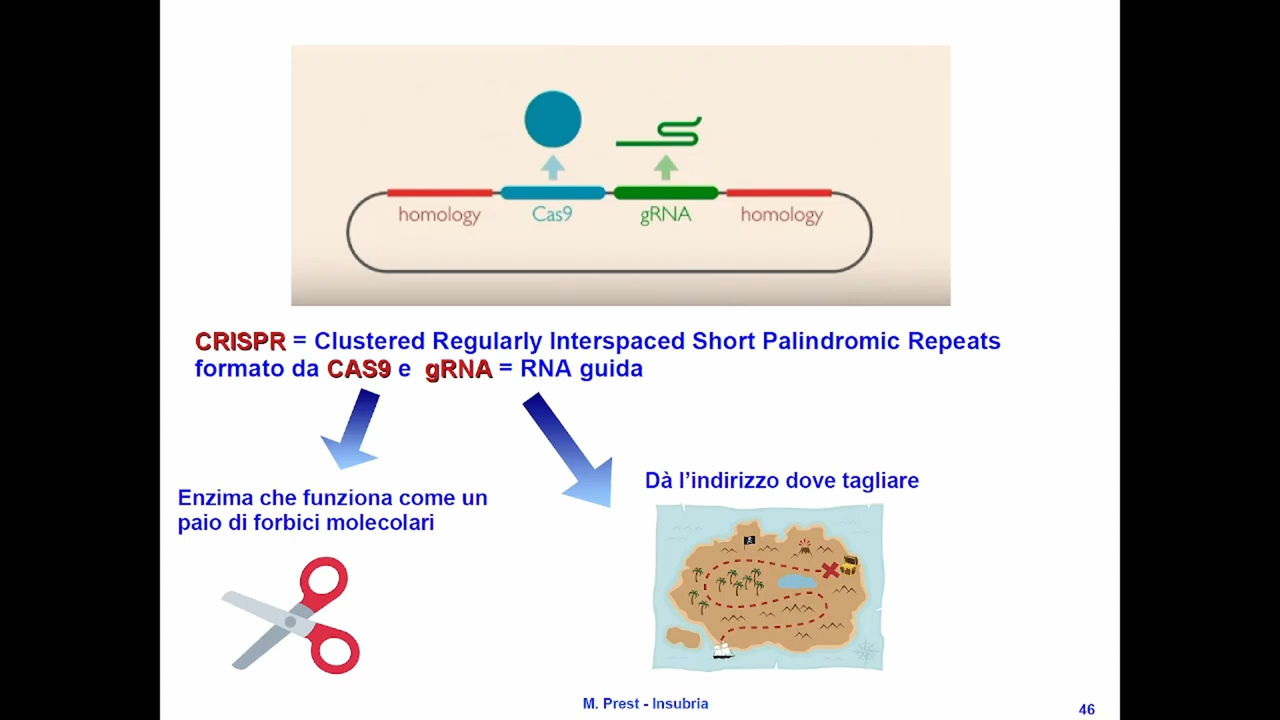 homology Cas9 gRNA homology
CRISPR = Clustered Regularly Interspaced Short Palindromic Repeats
formato da CAS9 e gRNA = RNA guida
Dà l'indirizzo dove tagliare
Enzima che funziona come un
paio di forbici molecolari
M. Prest - Insubria
46